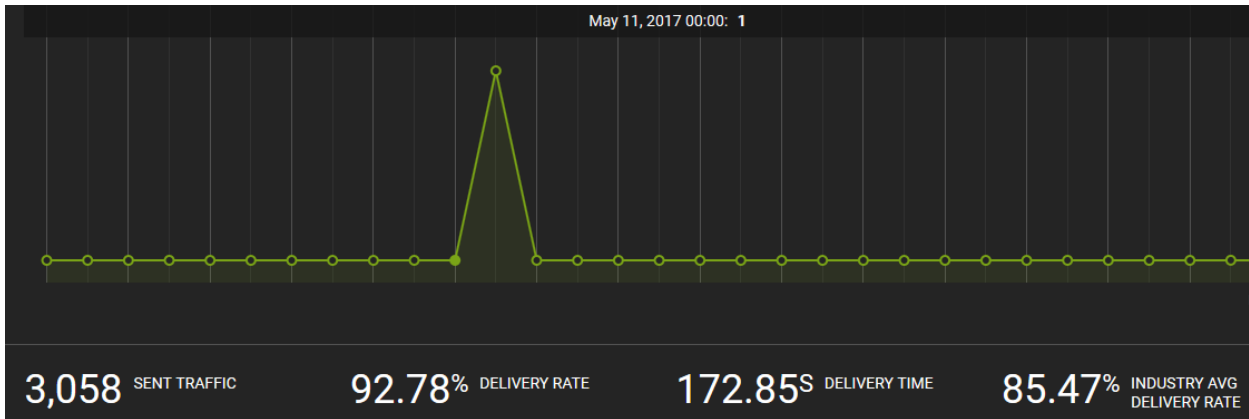 May 11, 2017 00:00: 1
3,058 SENT TRAFFIC
92.78% DELIVERY RATE
172.85S DELIVERY TIME
85.47% INDUSTRY AVG
DELIVERY RATE